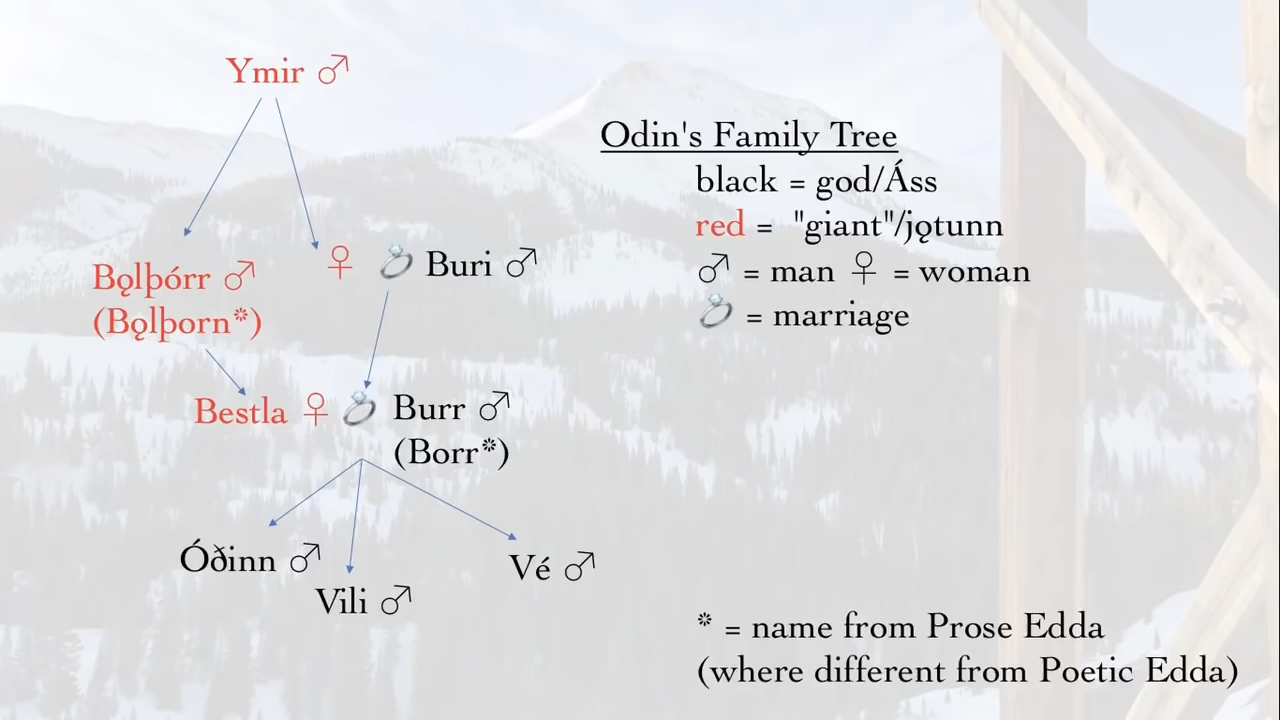 Ymir ♂
Odin's Family Tree
black = god/Áss
red = "giant"/jǫtunn
♂ = man ♀ = woman
💍 = marriage
♀ 💍 Buri ♂
Bǫlþórr ♂
(Bǫlþorn*)
Bestla ♀ 💍 Burr ♂
(Borr*)
Óðinn ♂
Vili ♂
Vé ♂
* = name from Prose Edda
(where different from Poetic Edda)